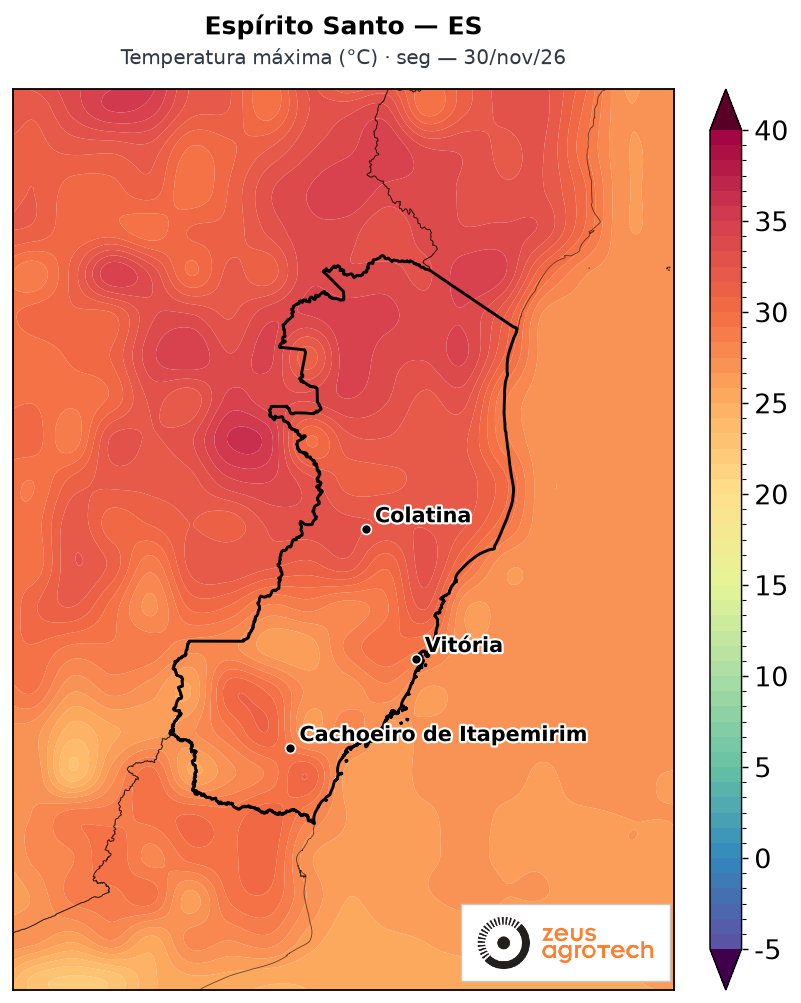 Espírito Santo — ES
Temperatura máxima (°C) · seg — 30/nov/26
40
35
30
25
20
15
10
5
0
-5
Colatina
Vitória
Cachoeiro de Itapemirim
zeus
agrotech